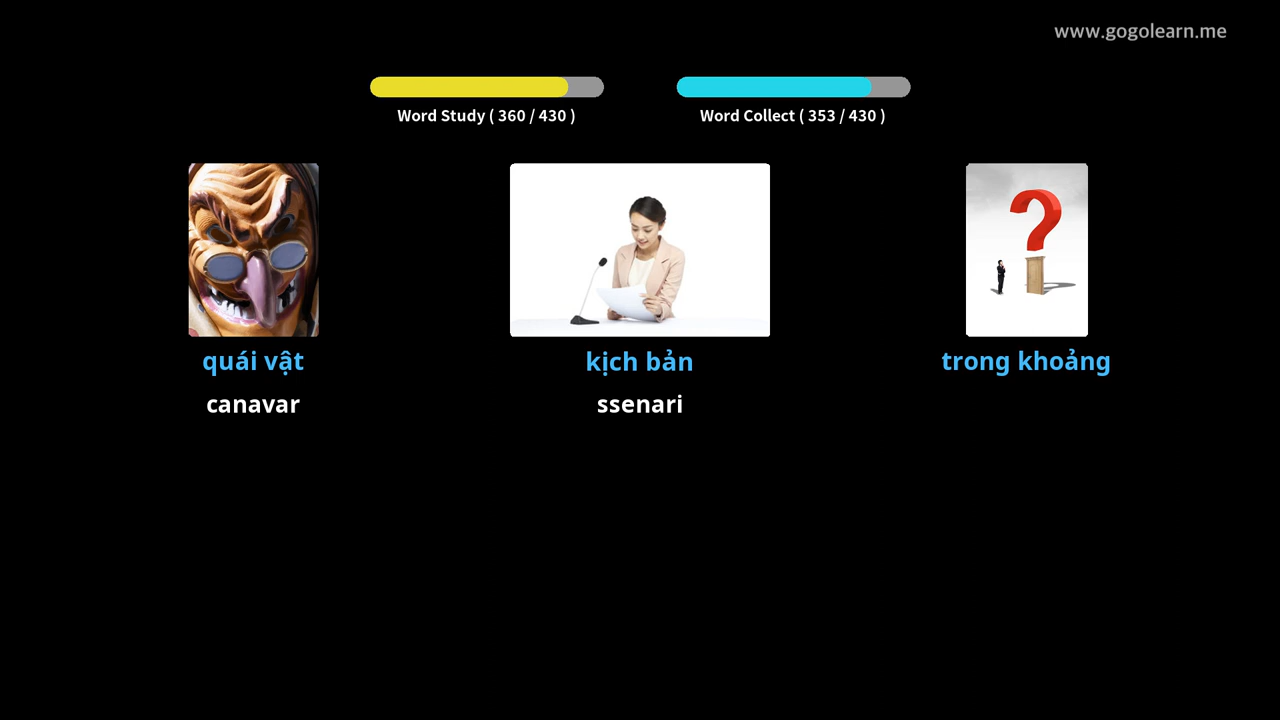 www.gogolearn.me
Word Study ( 360 / 430 )
Word Collect ( 353 / 430 )
quái vật
kịch bản
trong khoảng
canavar
ssenari